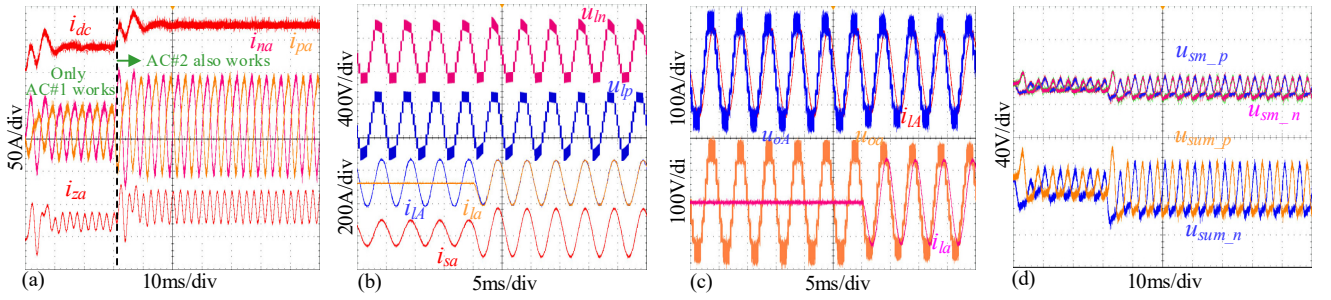 i_dc
i_na i_pa
Only
AC#1 works
AC#2 also works
i_za
50A/div
(a)
10ms/div
u_ln
u_lp
i_lA
i_la
i_sa
400V/div
200A/div
(b)
5ms/div
i_lA
u_oA
i_la
100A/div
100V/di
(c)
5ms/div
u_sm_p
u_sm_n
u_sum_p
u_sum_n
40V/div
(d)
10ms/div